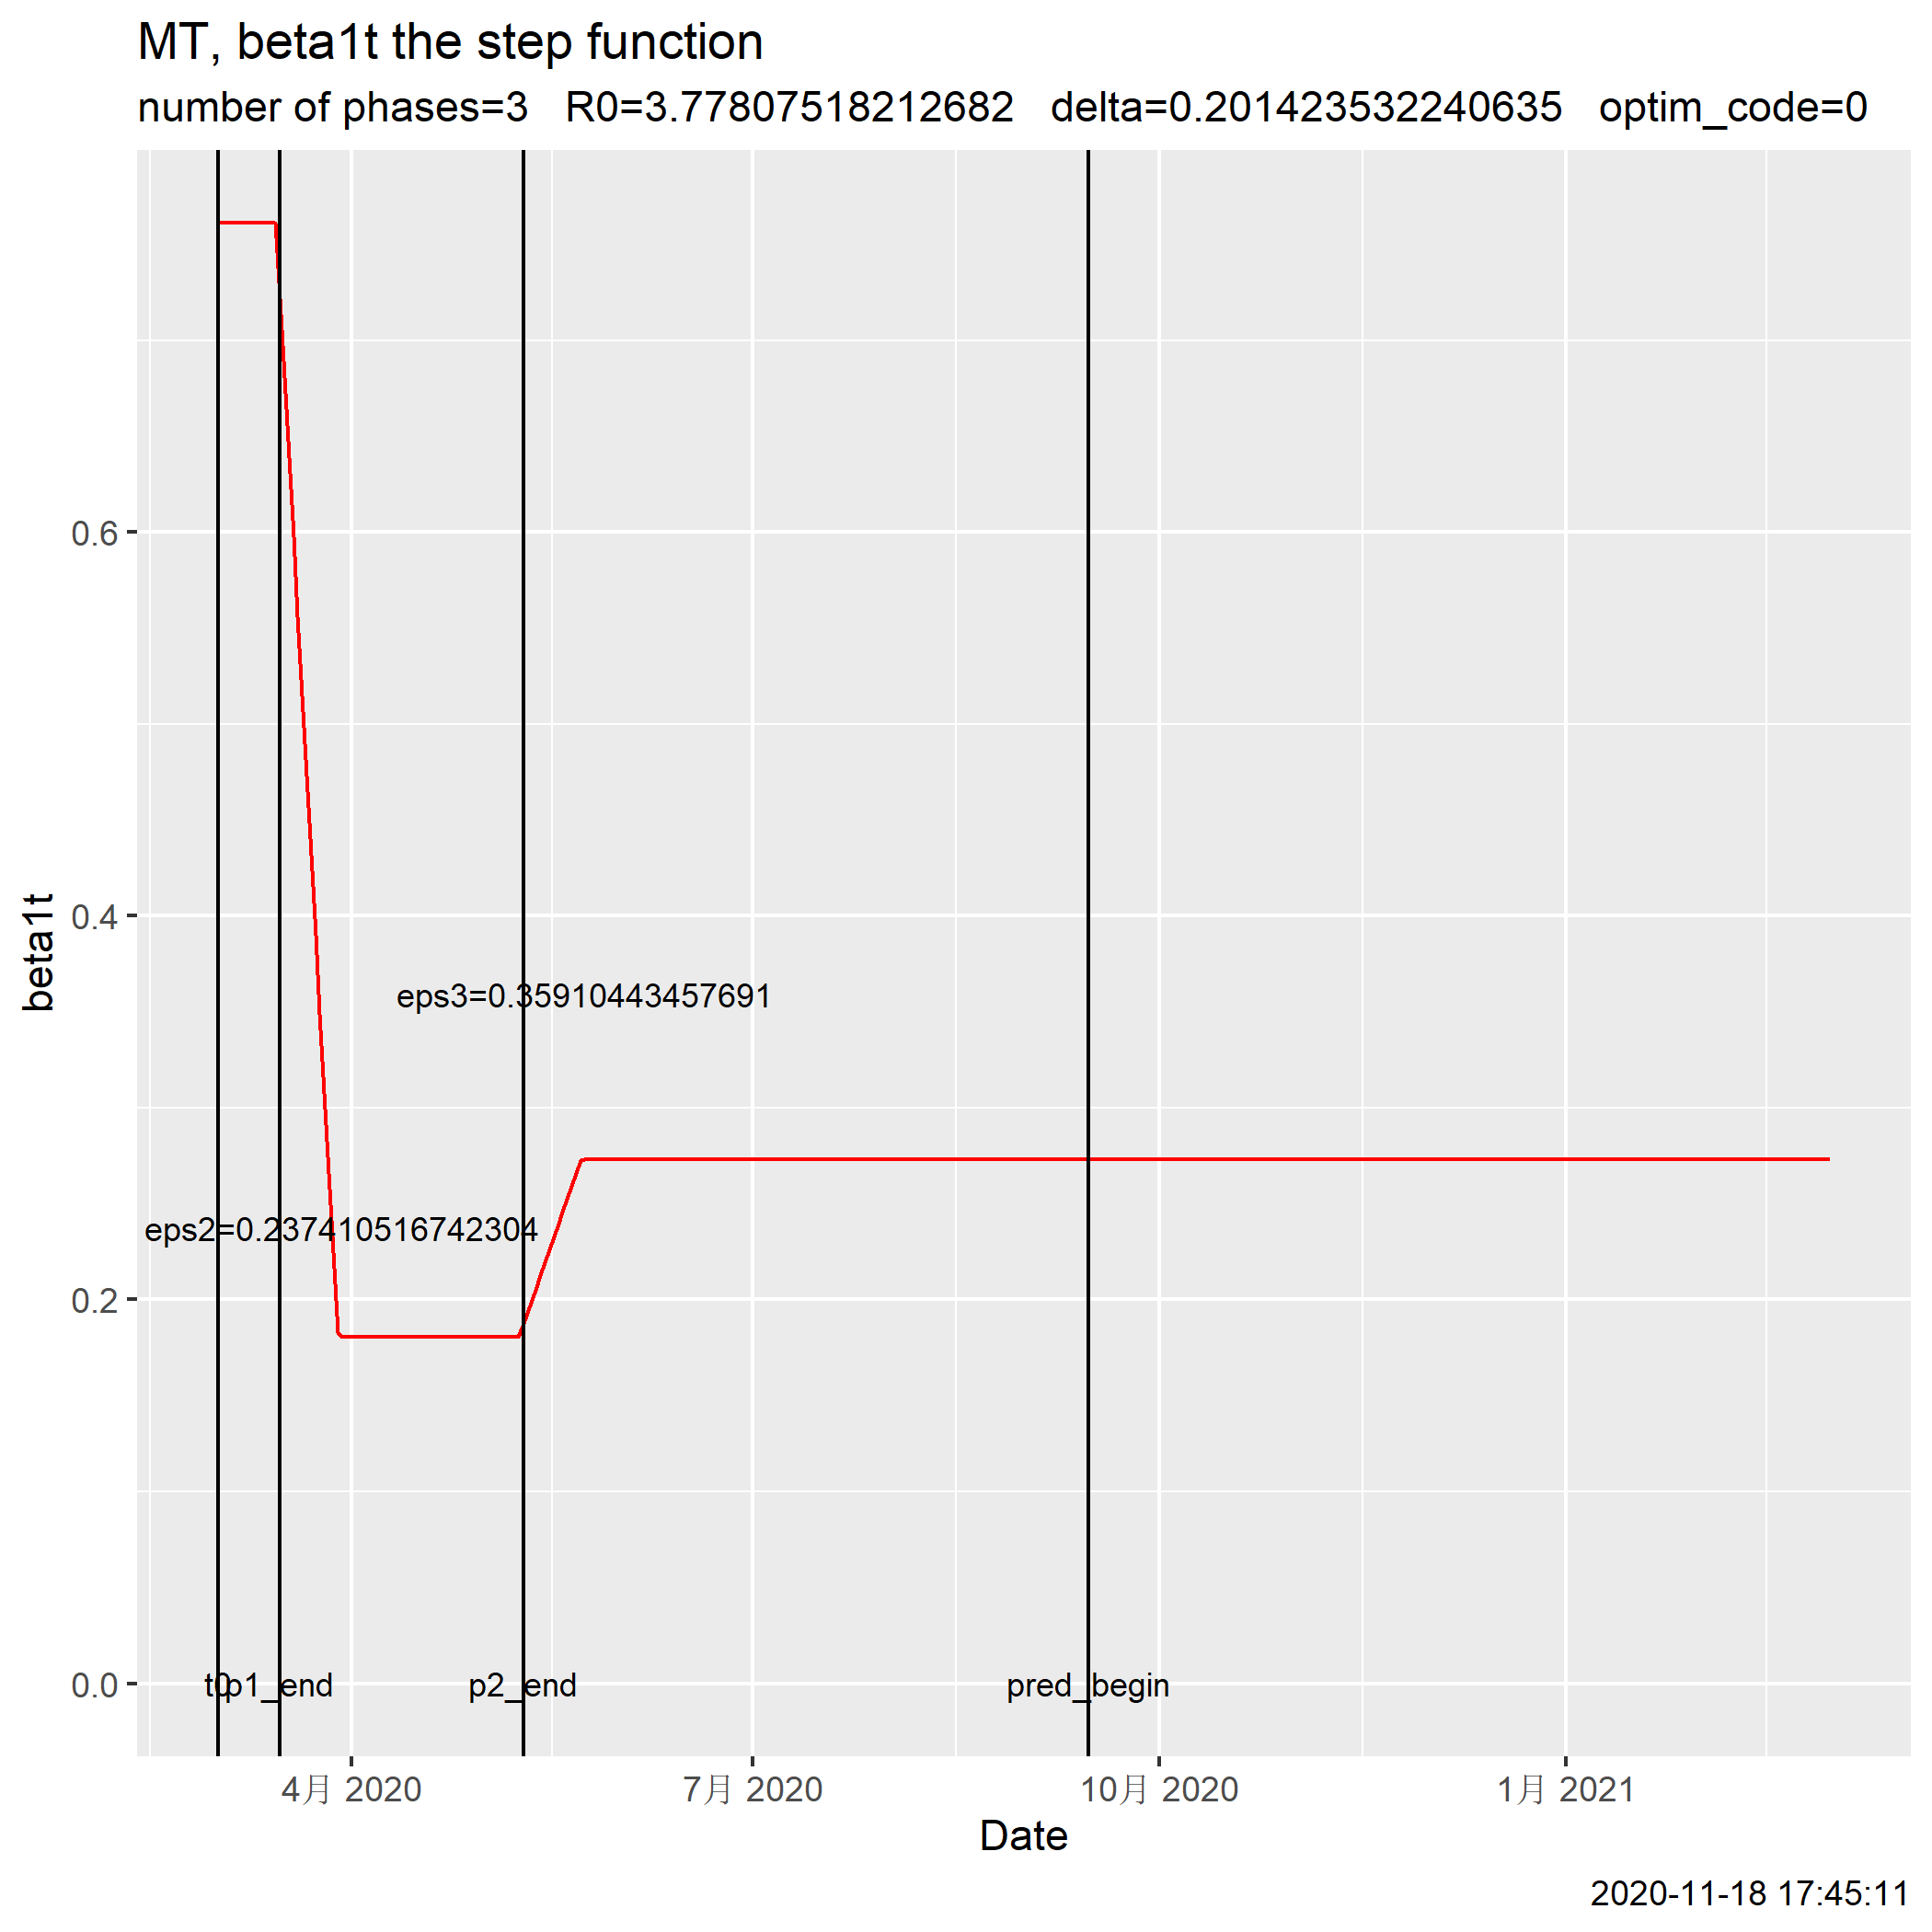 MT, beta1t the step function
number of phases=3   R0=3.77807518212682   delta=0.201423532240635   optim_code=0
beta1t
0.6
0.4
0.2
0.0
eps3=0.35910443457691
eps2=0.237410516742304
t0
p1_end
p2_end
pred_begin
4月 2020
7月 2020
10月 2020
1月 2021
Date
2020-11-18 17:45:11